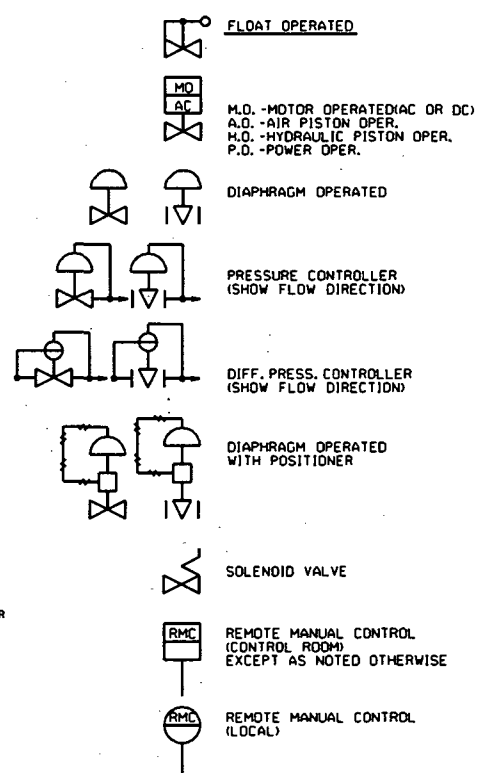 FLOAT OPERATED
MO
AC
M.O. -MOTOR OPERATED(AC OR DC)
A.O. -AIR PISTON OPER.
H.O. -HYDRAULIC PISTON OPER.
P.O. -POWER OPER.
DIAPHRAGM OPERATED
PRESSURE CONTROLLER
(SHOW FLOW DIRECTION)
DIFF. PRESS. CONTROLLER
(SHOW FLOW DIRECTION)
DIAPHRAGM OPERATED
WITH POSITIONER
SOLENOID VALVE
R
RMC
REMOTE MANUAL CONTROL
(CONTROL ROOM)
EXCEPT AS NOTED OTHERWISE
RMC
REMOTE MANUAL CONTROL
(LOCAL)